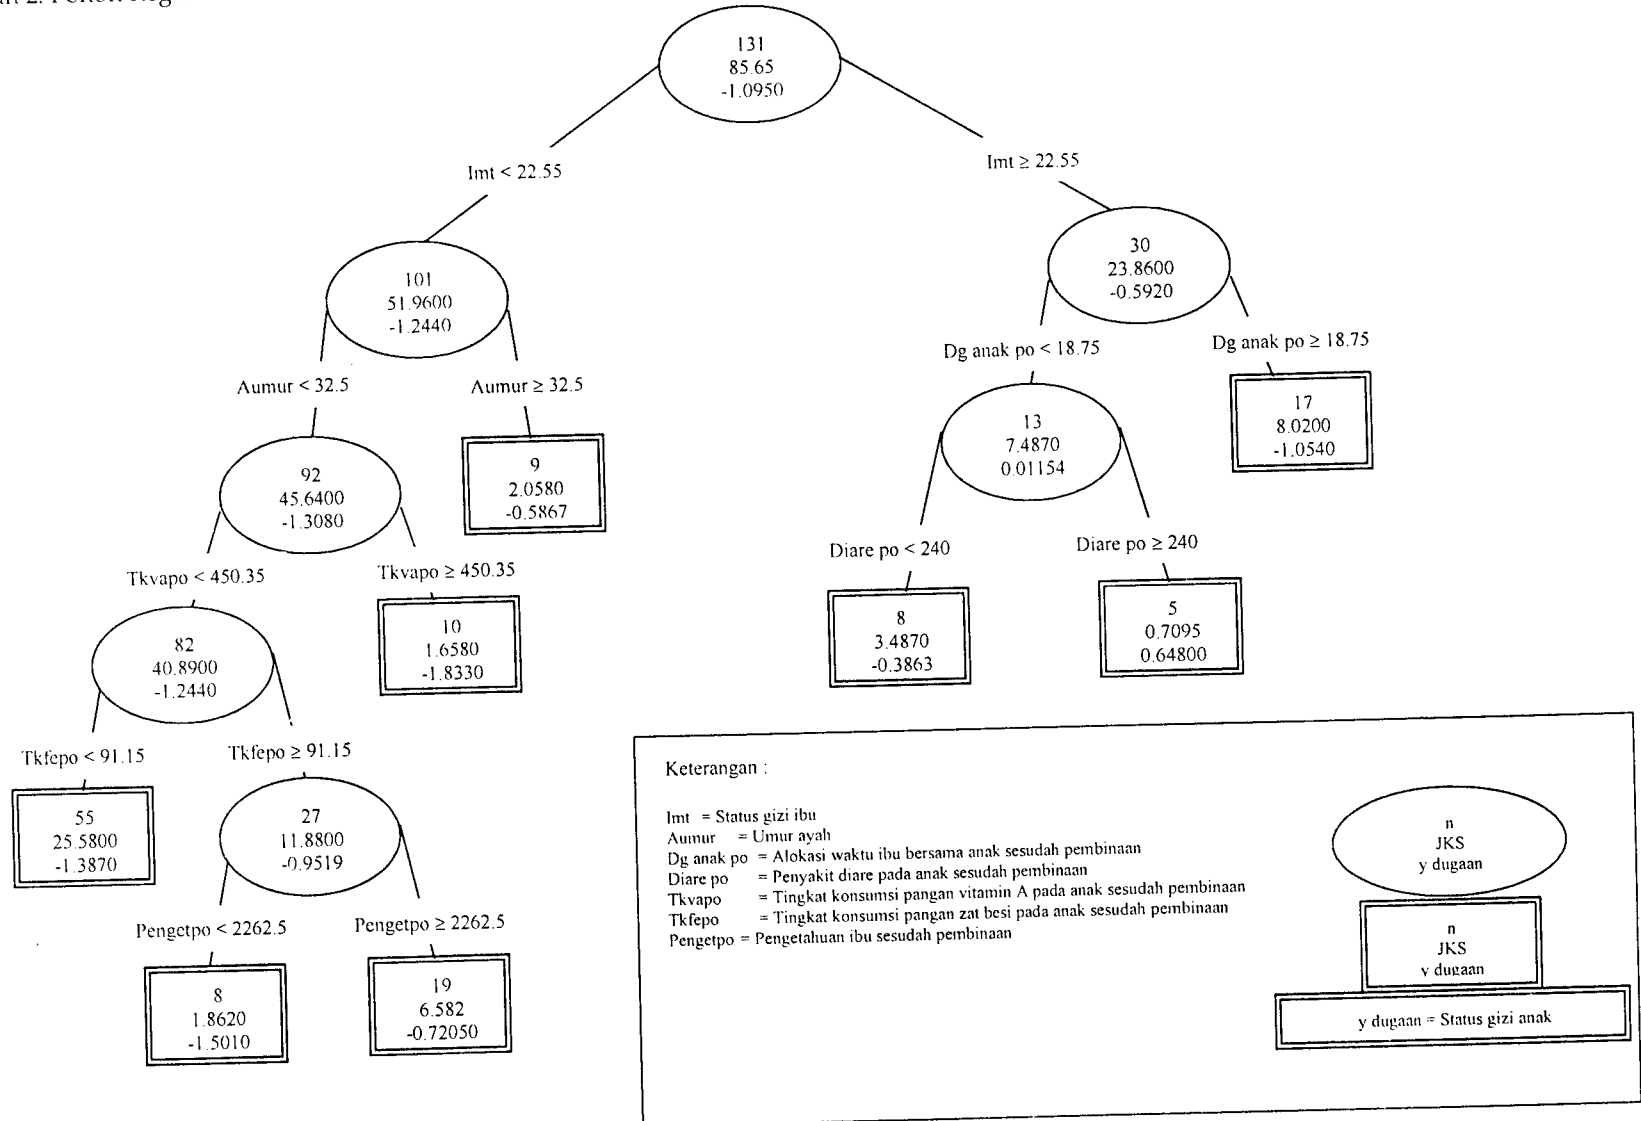 131
85.65
-1.0950
Imt < 22.55
Imt ≥ 22.55
101
51.9600
-1.2440
30
23.8600
-0.5920
Aumur < 32.5
Aumur ≥ 32.5
Dg anak po < 18.75
Dg anak po ≥ 18.75
92
45.6400
-1.3080
9
2.0580
-0.5867
13
7.4870
0.01154
17
8.0200
-1.0540
Tkvapo < 450.35
Tkvapo ≥ 450.35
Diare po < 240
Diare po ≥ 240
82
40.8900
-1.2440
10
1.6580
-1.8330
8
3.4870
-0.3863
5
0.7095
0.64800
Tkfepo < 91.15
Tkfepo ≥ 91.15
55
25.5800
-1.3870
27
11.8800
-0.9519
Pengetpo < 2262.5
Pengetpo ≥ 2262.5
8
1.8620
-1.5010
19
6.582
-0.72050
Keterangan :
Imt = Status gizi ibu
Aumur = Umur ayah
Dg anak po = Alokasi waktu ibu bersama anak sesudah pembinaan
Diare po = Penyakit diare pada anak sesudah pembinaan
Tkvapo = Tingkat konsumsi pangan vitamin A pada anak sesudah pembinaan
Tkfepo = Tingkat konsumsi pangan zat besi pada anak sesudah pembinaan
Pengetpo = Pengetahuan ibu sesudah pembinaan
n
JKS
y dugaan
n
JKS
y dugaan
y dugaan = Status gizi anak